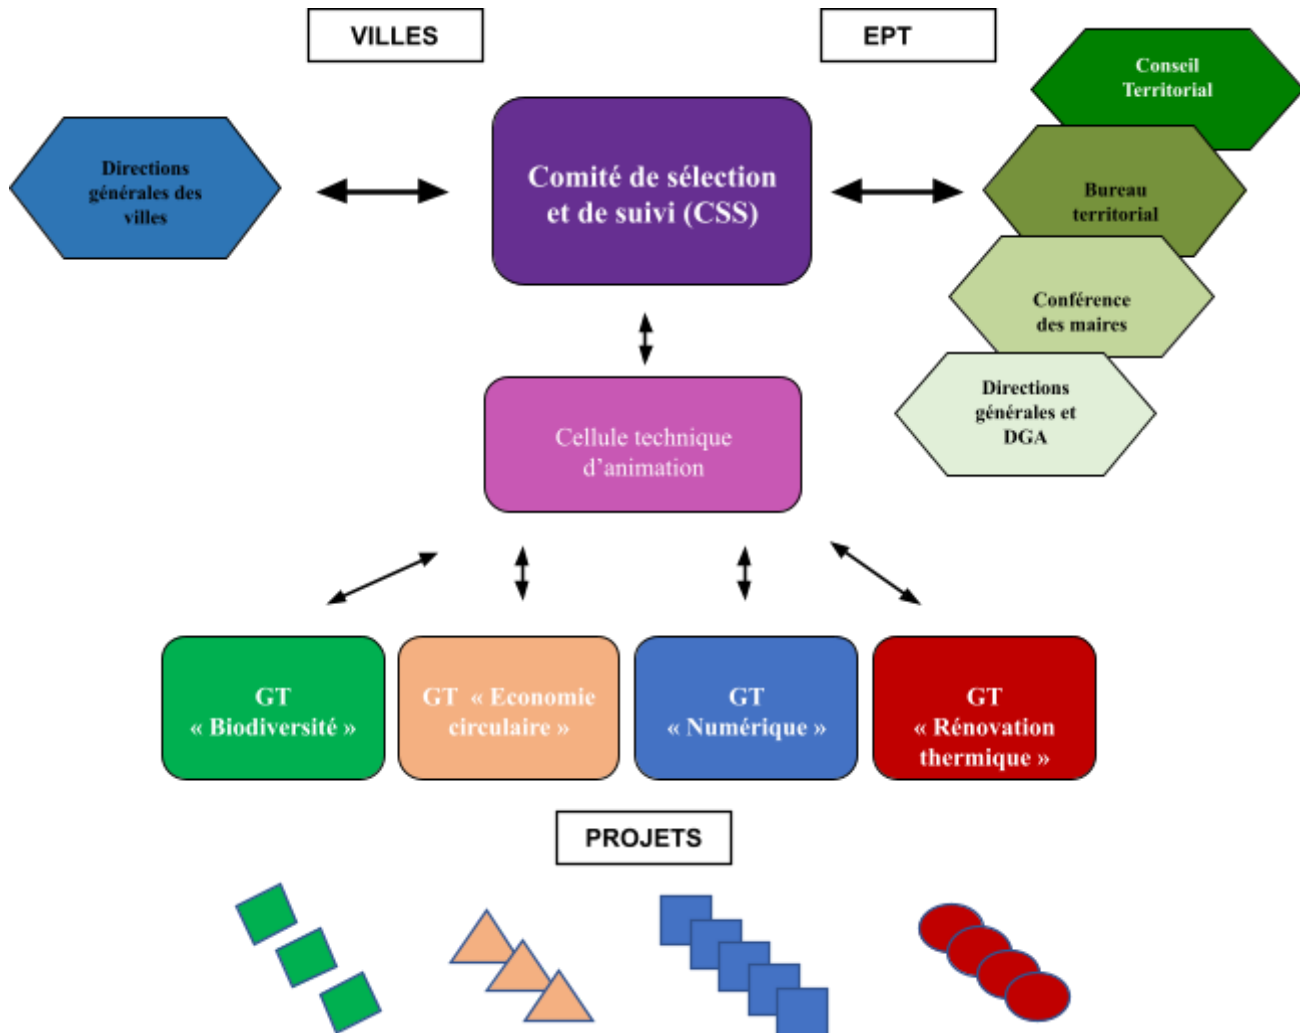 VILLES
EPT
Conseil
Territorial
Directions
générales des
villes
Comité de sélection
et de suivi (CSS)
Bureau
territorial
Conférence
des maires
Directions
générales et
DGA
Cellule technique
d’animation
GT
« Biodiversité »
GT « Economie
circulaire »
GT
« Numérique »
GT
« Rénovation
thermique »
PROJETS